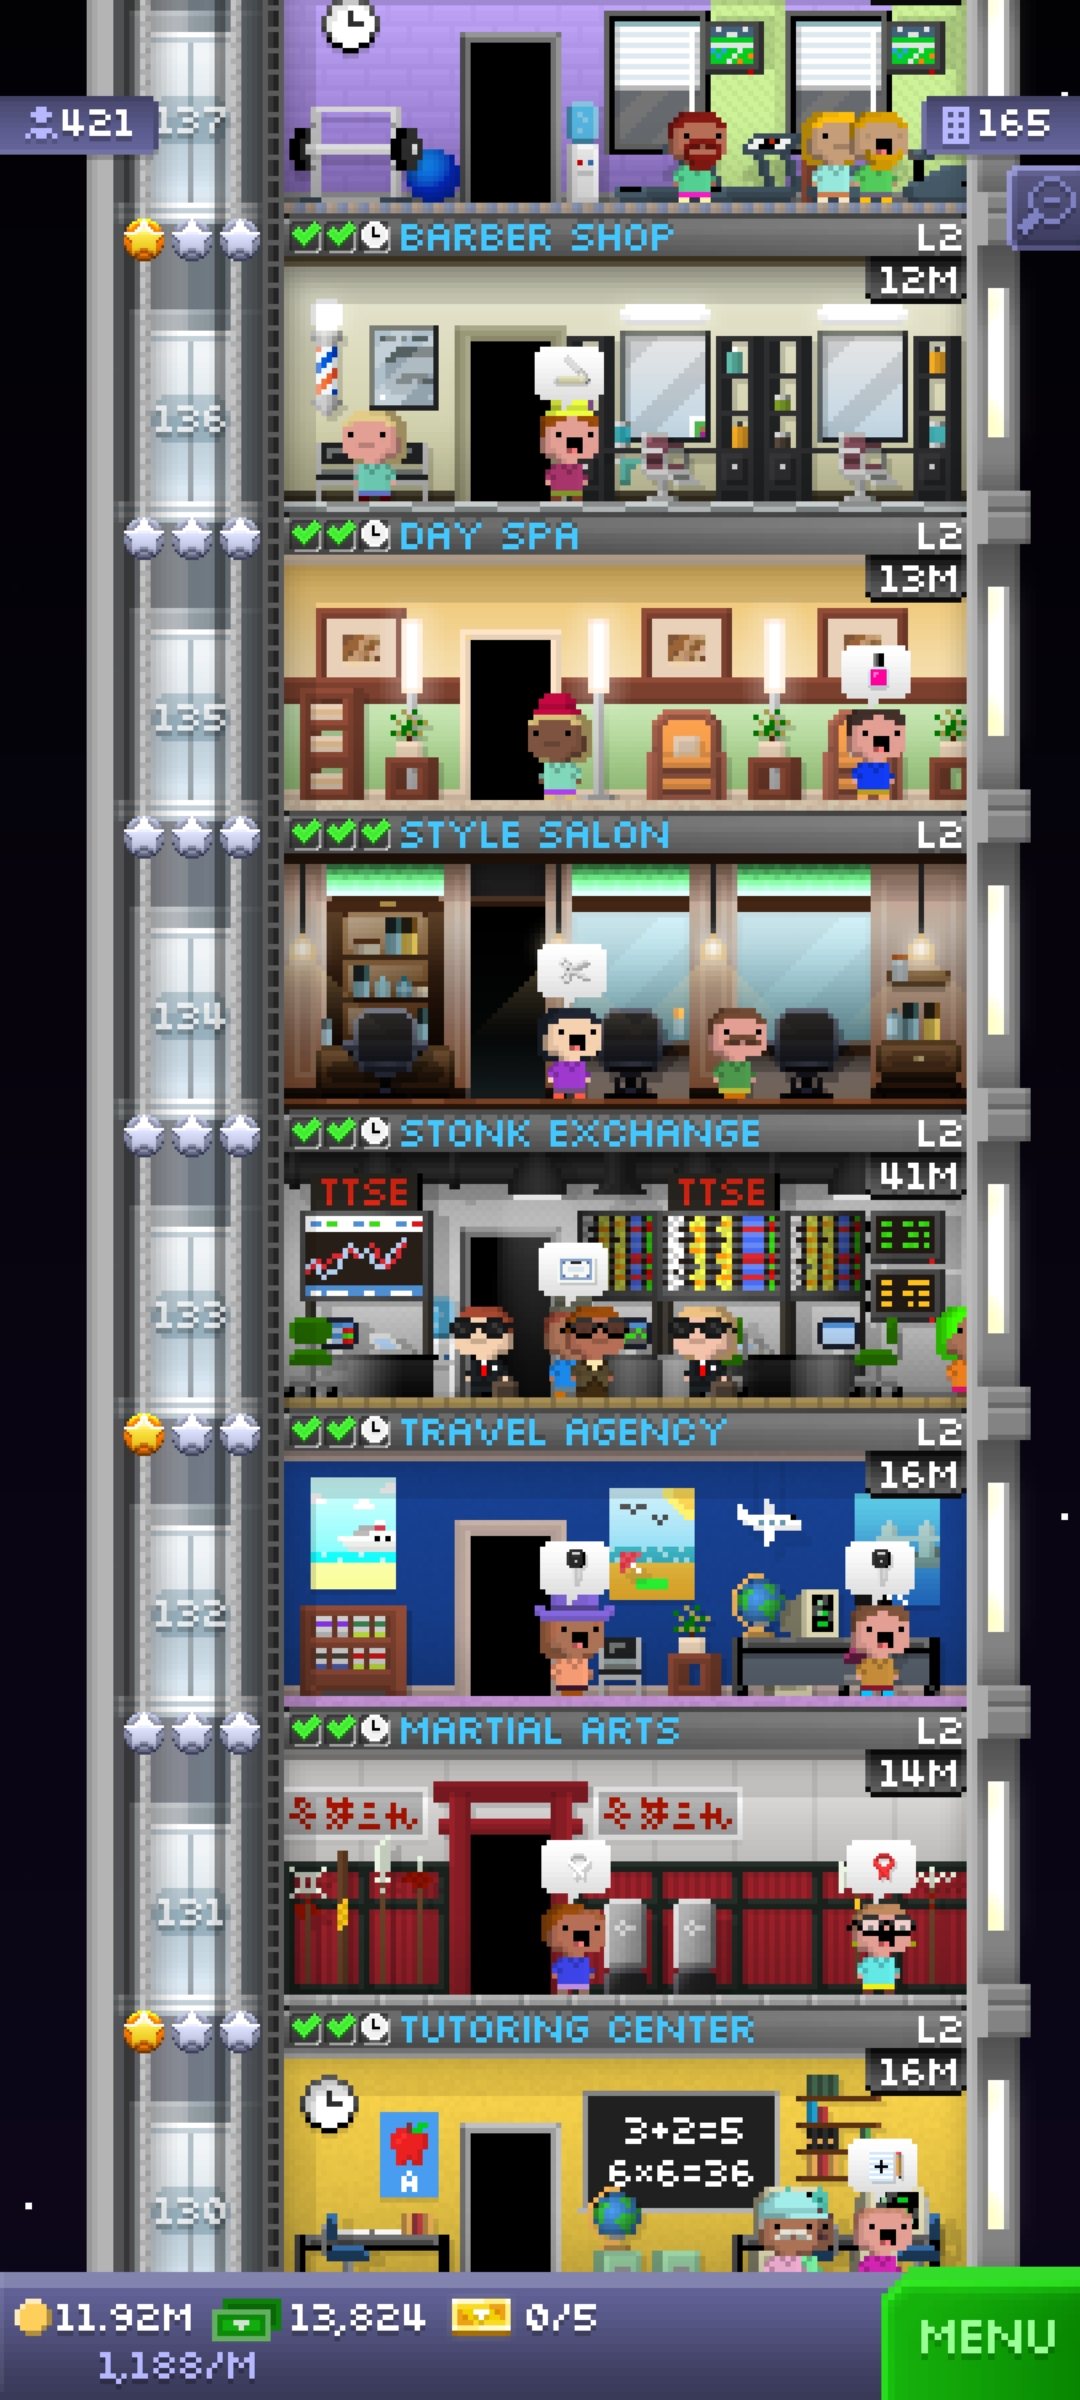 421
137
165
BARBER SHOP L2
12M
136
DAY SPA L2
13M
135
STYLE SALON L2
134
STONK EXCHANGE L2
41M
TTSE TTSE
133
TRAVEL AGENCY L2
16M
132
MARTIAL ARTS L2
14M
131
TUTORING CENTER L2
16M
3+2=5
6×6=36
A
130
11.92M 13,824 0/5
1,188/M
MENU